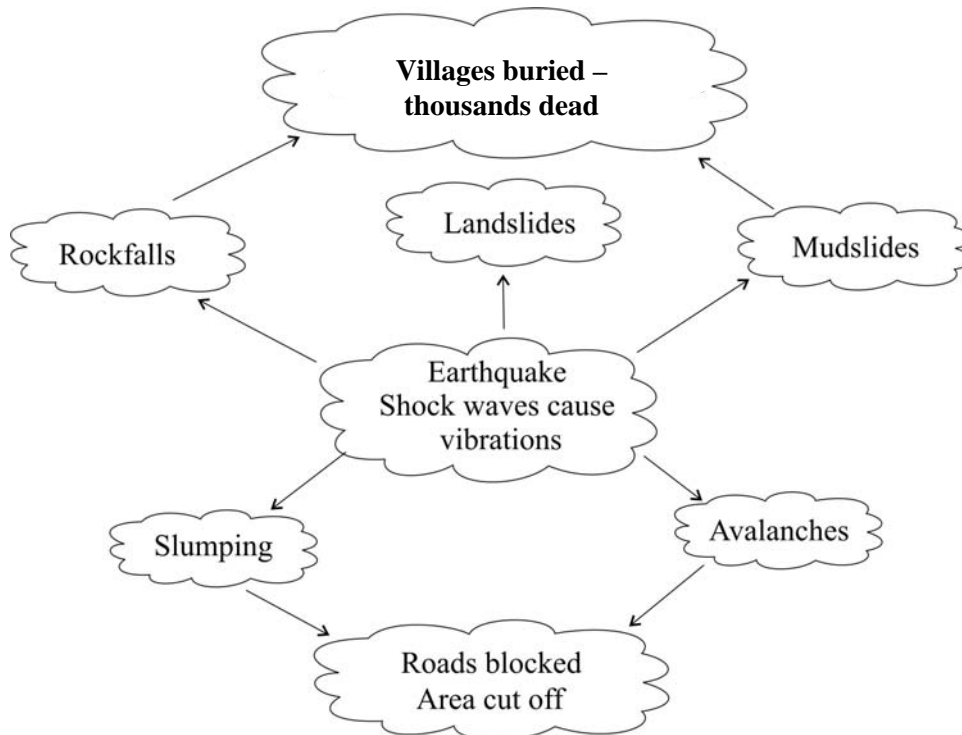 Villages buried –
thousands dead
Landslides
Rockfalls
Mudslides
Earthquake
Shock waves cause
vibrations
Slumping
Avalanches
Roads blocked
Area cut off